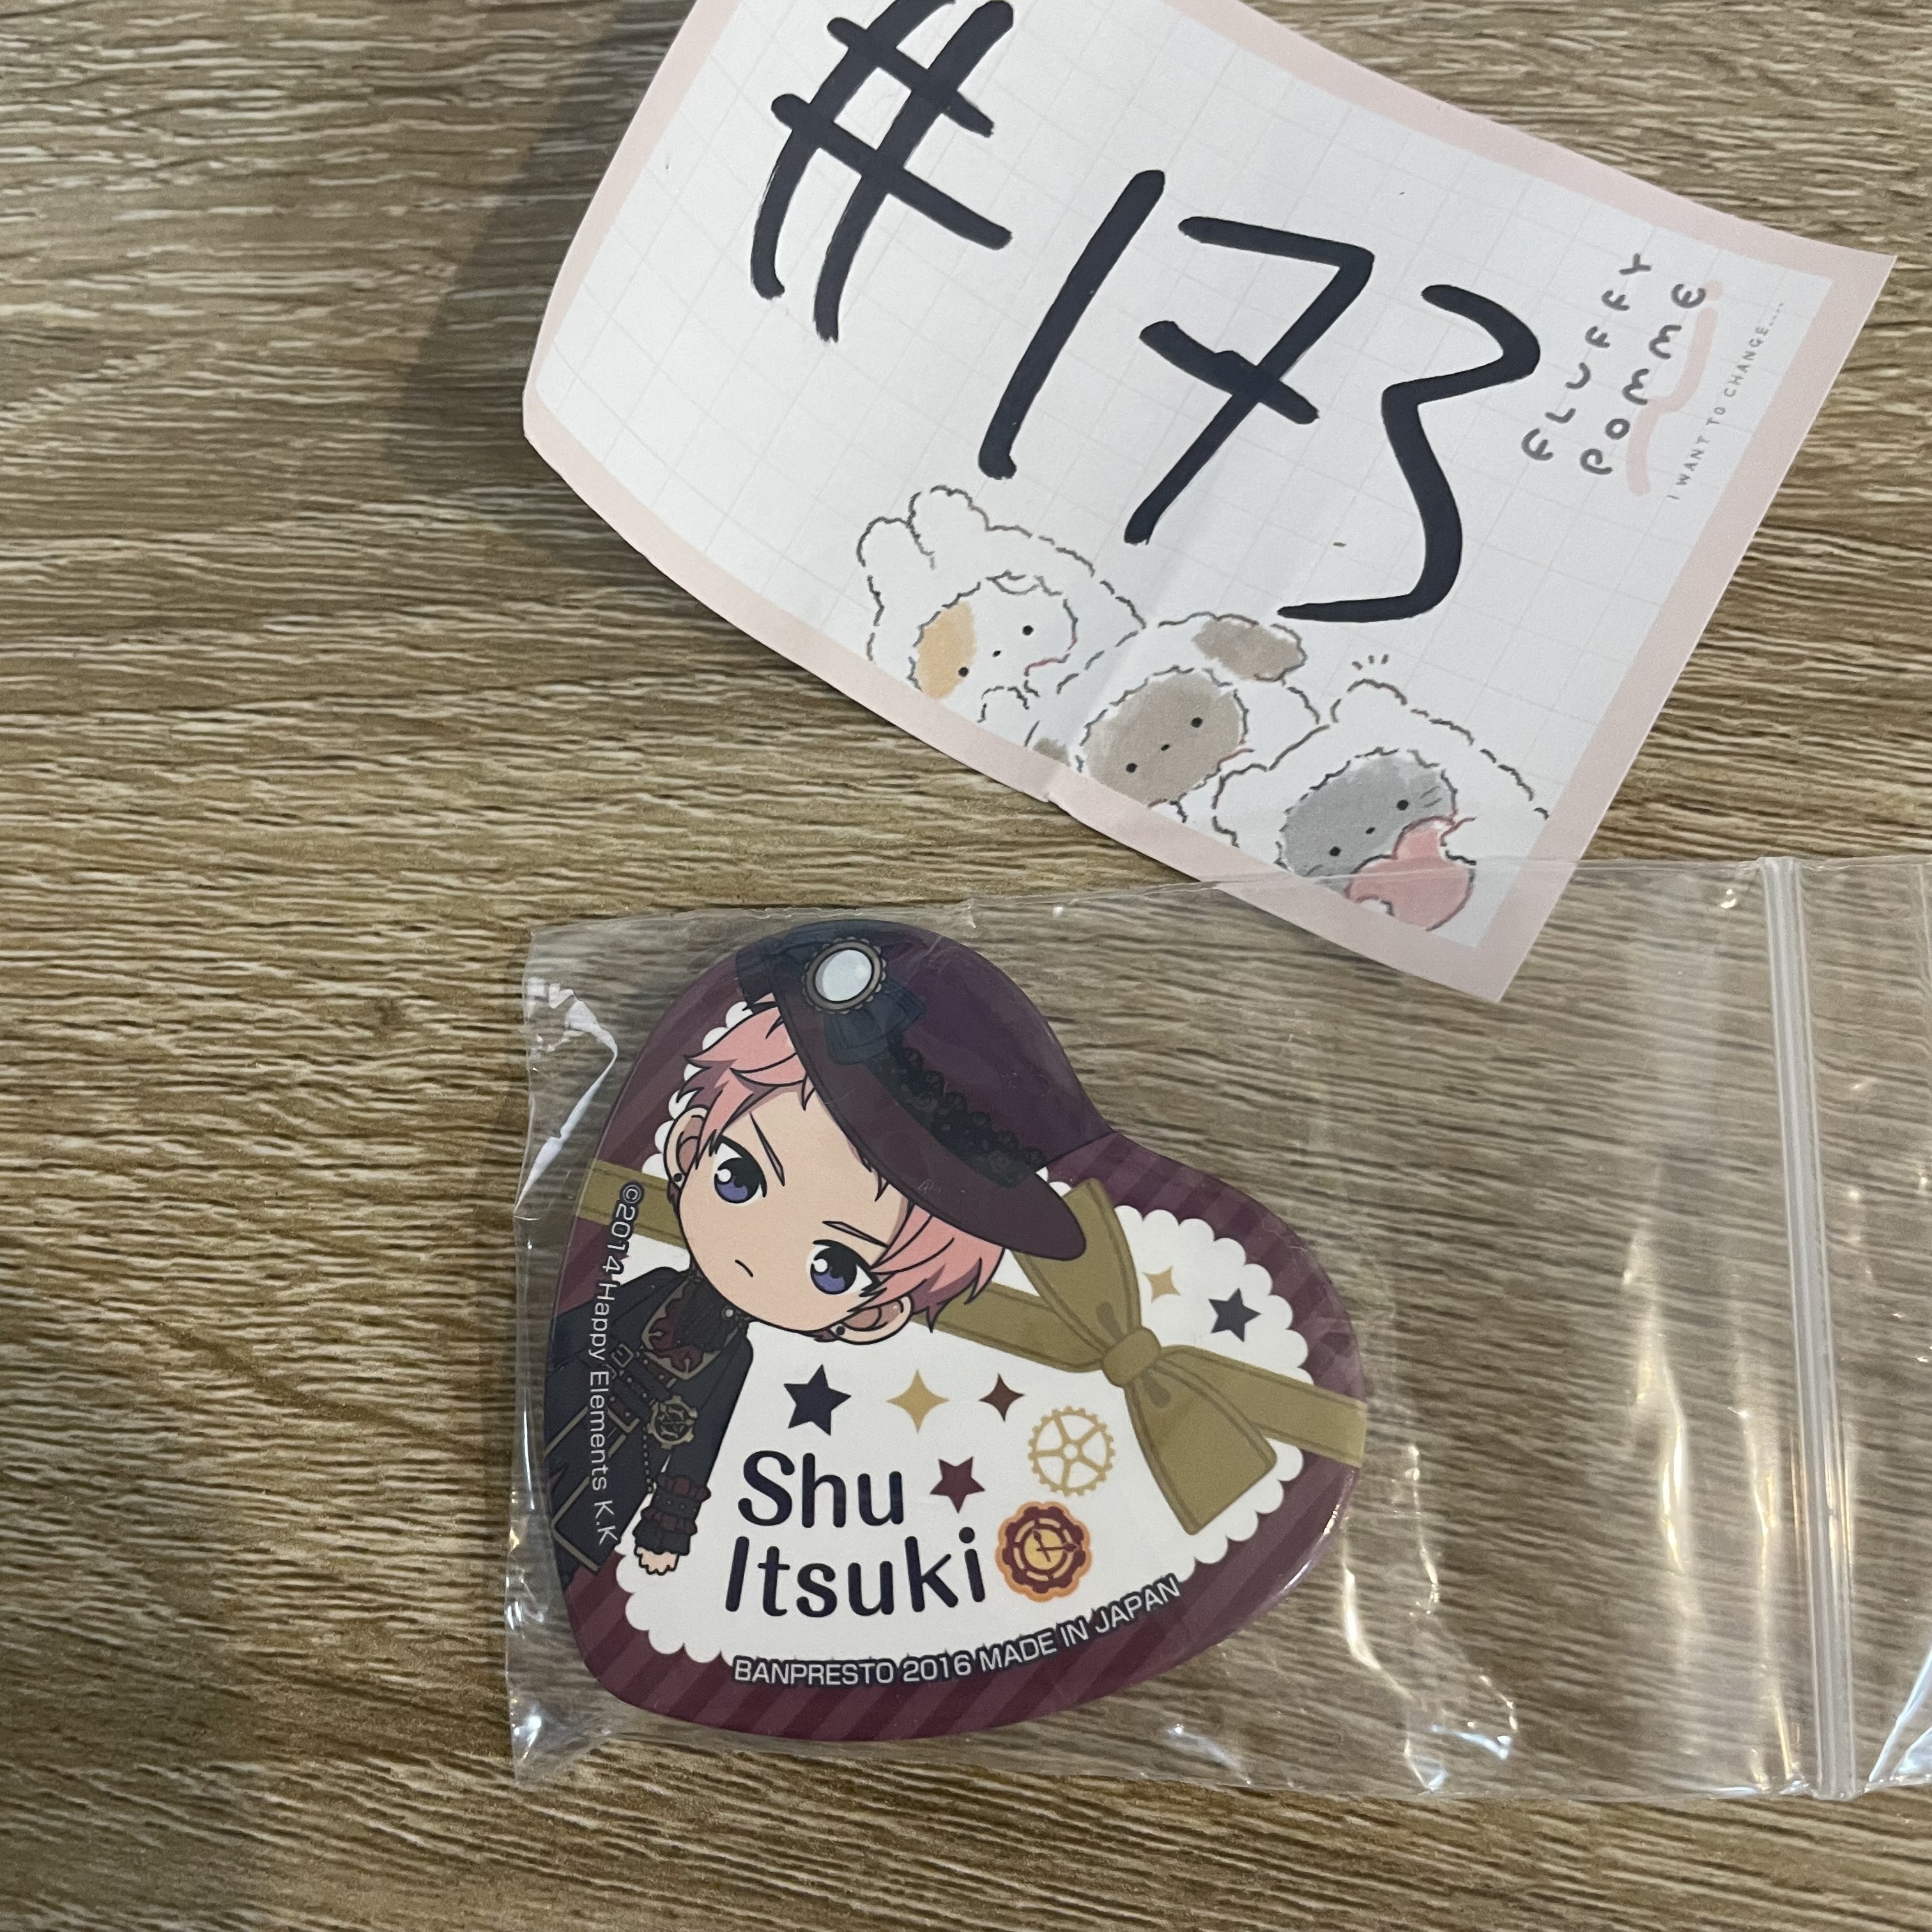 #173
FLUFFY
POMME
I WANT TO CHANGE....
©2014 Happy Elements K.K
Shu
Itsuki
BANPRESTO 2016 MADE IN JAPAN